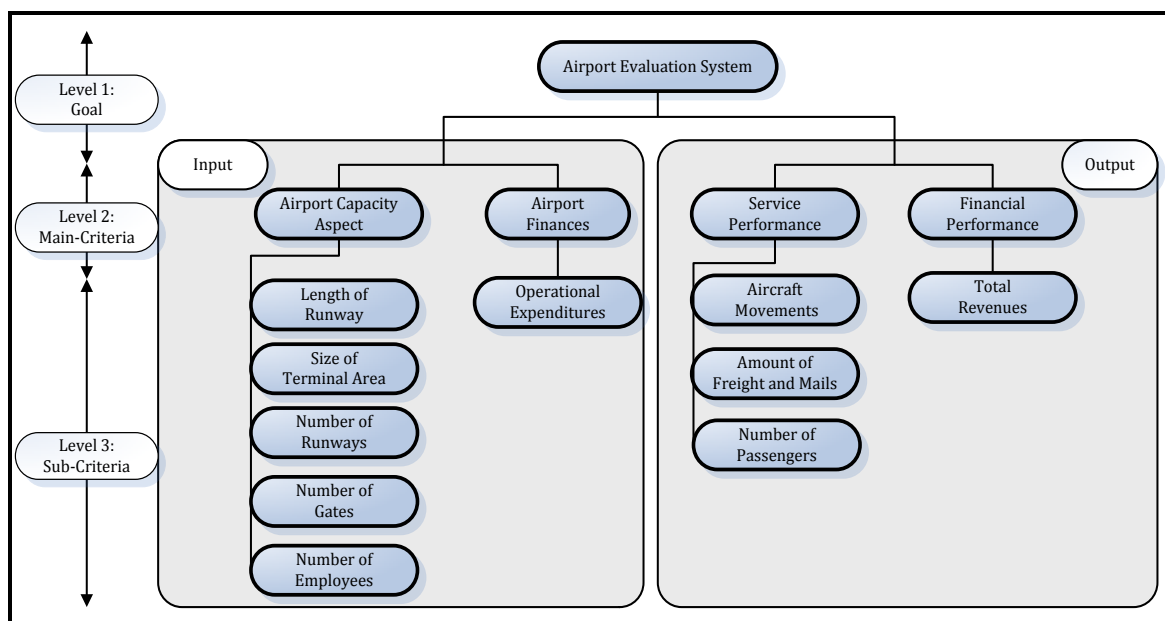 Airport Evaluation System
Level 1:
Goal
Input
Output
Level 2:
Main-Criteria
Airport Capacity
Aspect
Airport
Finances
Service
Performance
Financial
Performance
Length of
Runway
Operational
Expenditures
Aircraft
Movements
Total
Revenues
Size of
Terminal Area
Amount of
Freight and Mails
Level 3:
Sub-Criteria
Number of
Runways
Number of
Passengers
Number of
Gates
Number of
Employees